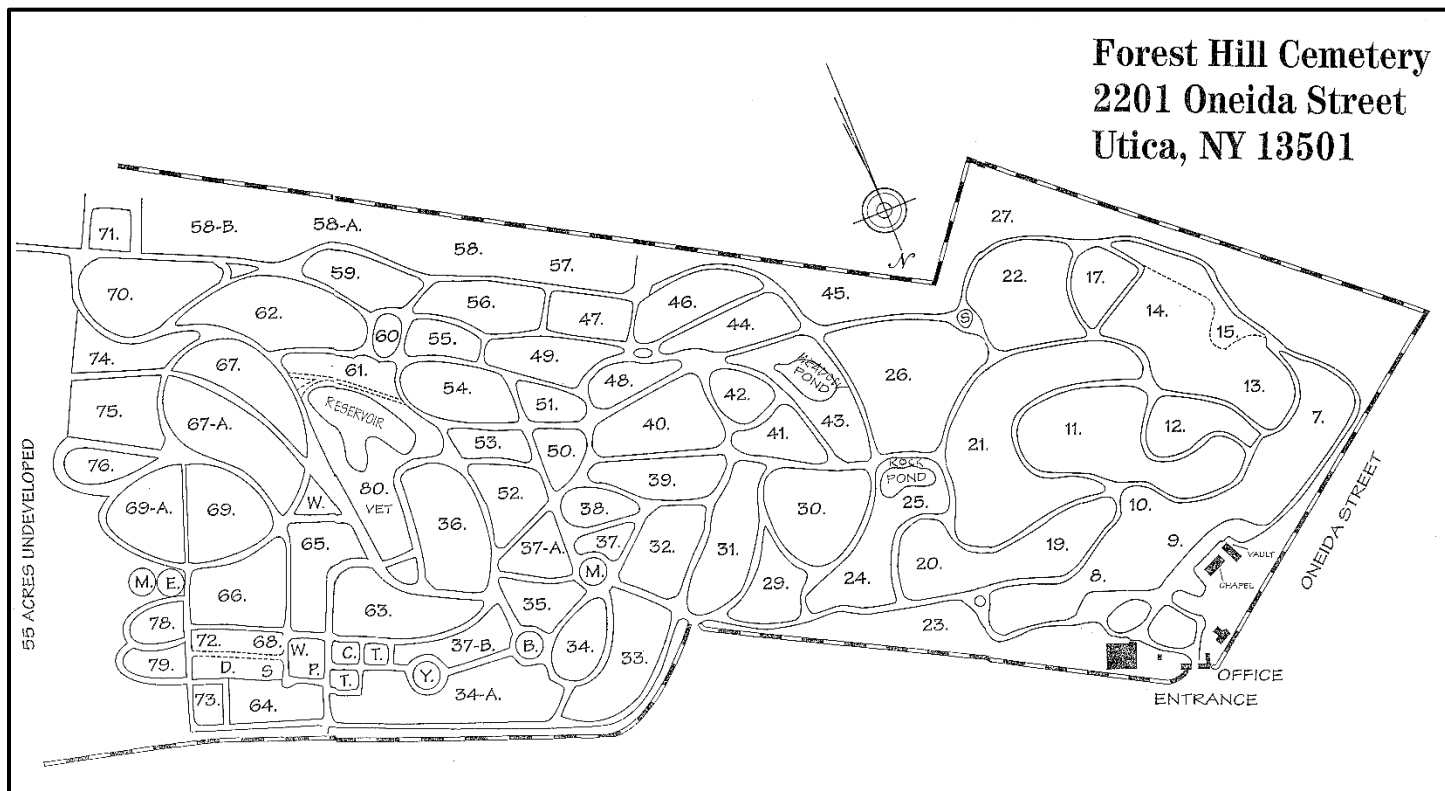 Forest Hill Cemetery
2201 Oneida Street
Utica, NY 13501
N
27.
71.
58-B.
58-A.
58.
57.
59.
70.
62.
56.
47.
46.
45.
44.
22.
17.
14.
15.
60
55.
S
49.
74.
67.
61.
54.
48.
MEADOW
POND
26.
13.
7.
51.
42.
43.
75.
67-A.
RESERVOIR
40.
41.
21.
11.
12.
53.
50.
76.
39.
ROCK
POND
25.
69-A.
69.
W.
80.
VET
36.
52.
38.
30.
10.
65.
37-A.
37.
32.
31.
9.
19.
20.
VAULT
CHAPEL
ONEIDA STREET
55 ACRES UNDEVELOPED
M.
E.
66.
M.
29.
24.
8.
78.
63.
35.
23.
72.
68.
W.
P.
C.
T.
T.
37-B.
B.
34.
33.
79.
D.
S
Y.
34-A.
73.
64.
OFFICE
ENTRANCE